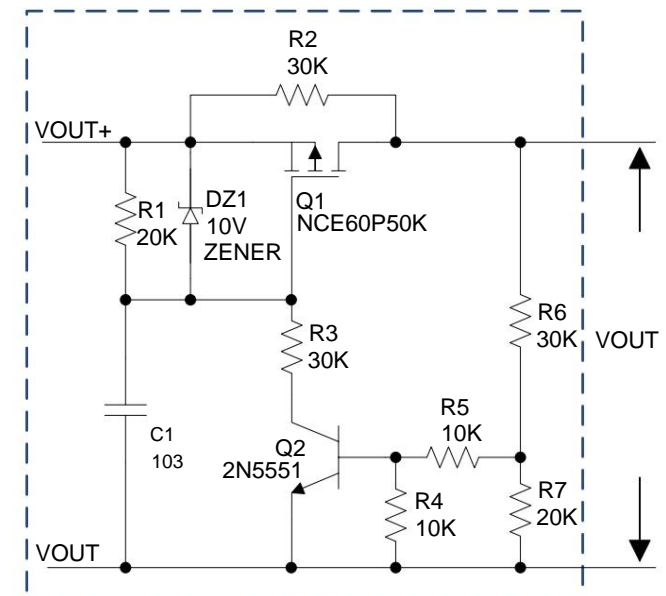 R2
30K
VOUT+
R1
20K
DZ1
10V
ZENER
Q1
NCE60P50K
R3
30K
R6
30K
VOUT
C1
103
Q2
2N5551
R5
10K
R4
10K
R7
20K
VOUT